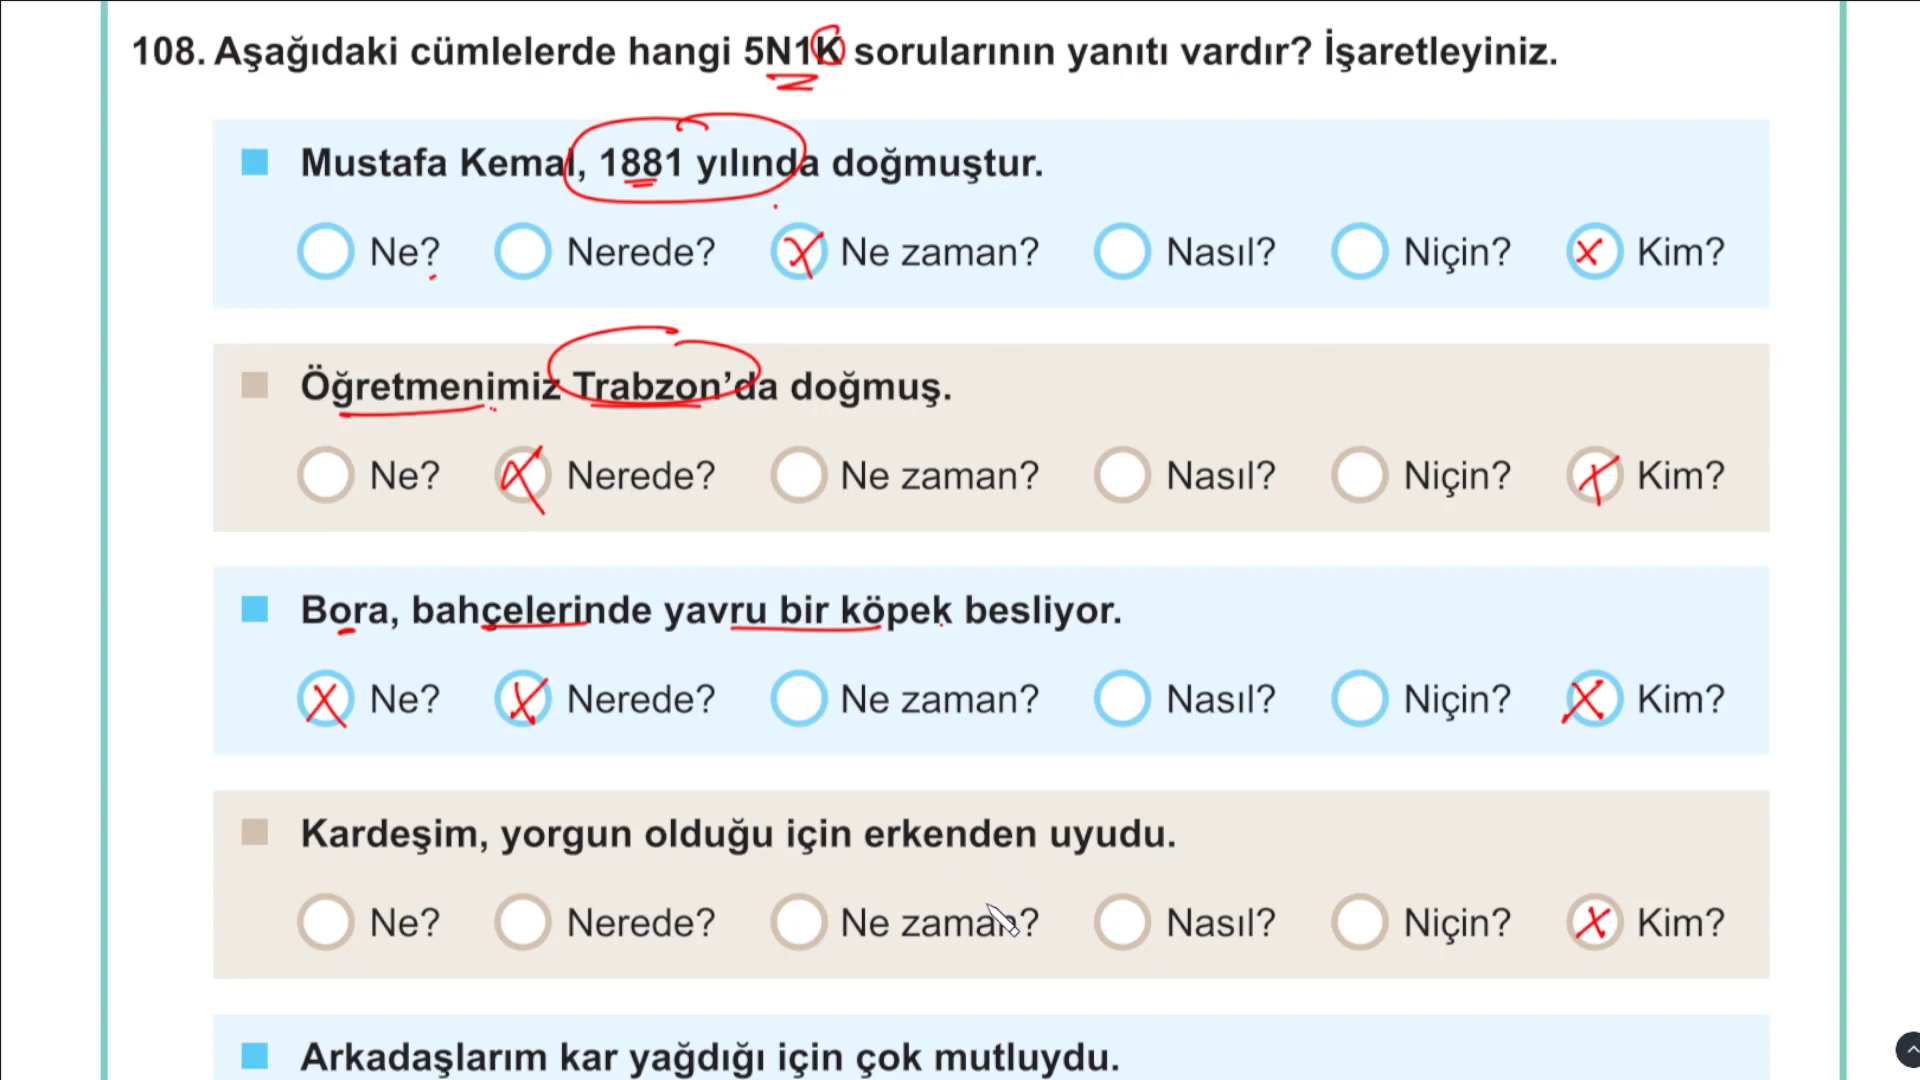 108. Aşağıdaki cümlelerde hangi 5N1K sorularının yanıtı vardır? İşaretleyiniz.
Mustafa Kemal, 1881 yılında doğmuştur.
Ne? Nerede? Ne zaman? Nasıl? Niçin? Kim?
Öğretmenimiz Trabzon’da doğmuş.
Ne? Nerede? Ne zaman? Nasıl? Niçin? Kim?
Bora, bahçelerinde yavru bir köpek besliyor.
Ne? Nerede? Ne zaman? Nasıl? Niçin? Kim?
Kardeşim, yorgun olduğu için erkenden uyudu.
Ne? Nerede? Ne zaman? Nasıl? Niçin? Kim?
Arkadaşlarım kar yağdığı için çok mutluydu.